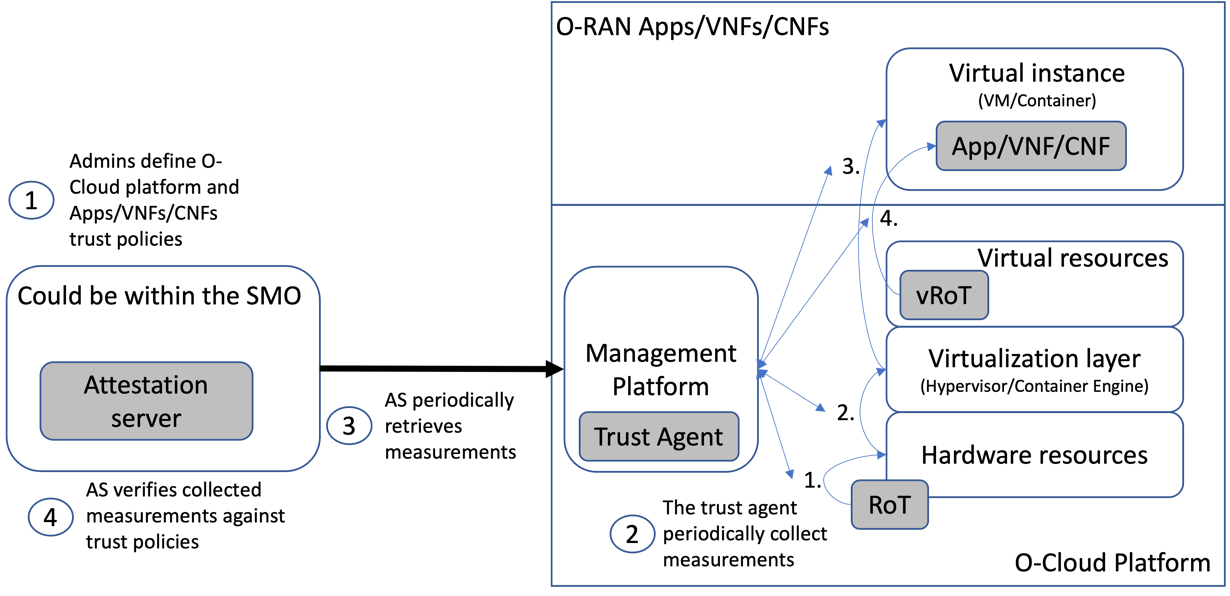 O-RAN Apps/VNFs/CNFs
Virtual instance
(VM/Container)
App/VNF/CNF
3.
4.
1
Admins define O-
Cloud platform and
Apps/VNFs/CNFs
trust policies
Could be within the SMO
Attestation
server
3
AS periodically
retrieves
measurements
4
AS verifies collected
measurements against
trust policies
Management
Platform
Trust Agent
2
The trust agent
periodically collect
measurements
Virtual resources
vRoT
Virtualization layer
(Hypervisor/Container Engine)
2.
Hardware resources
1.
RoT
O-Cloud Platform